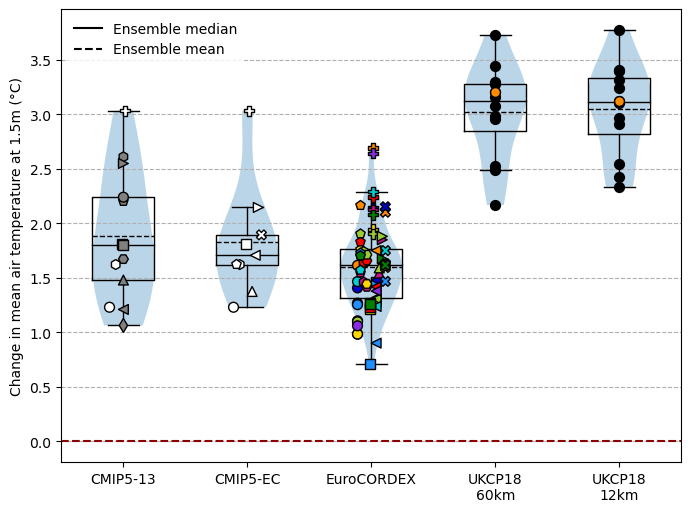 Ensemble median
Ensemble mean
Change in mean air temperature at 1.5m (°C)
3.5
3.0
2.5
2.0
1.5
1.0
0.5
0.0
CMIP5-13
CMIP5-EC
EuroCORDEX
UKCP18
60km
UKCP18
12km